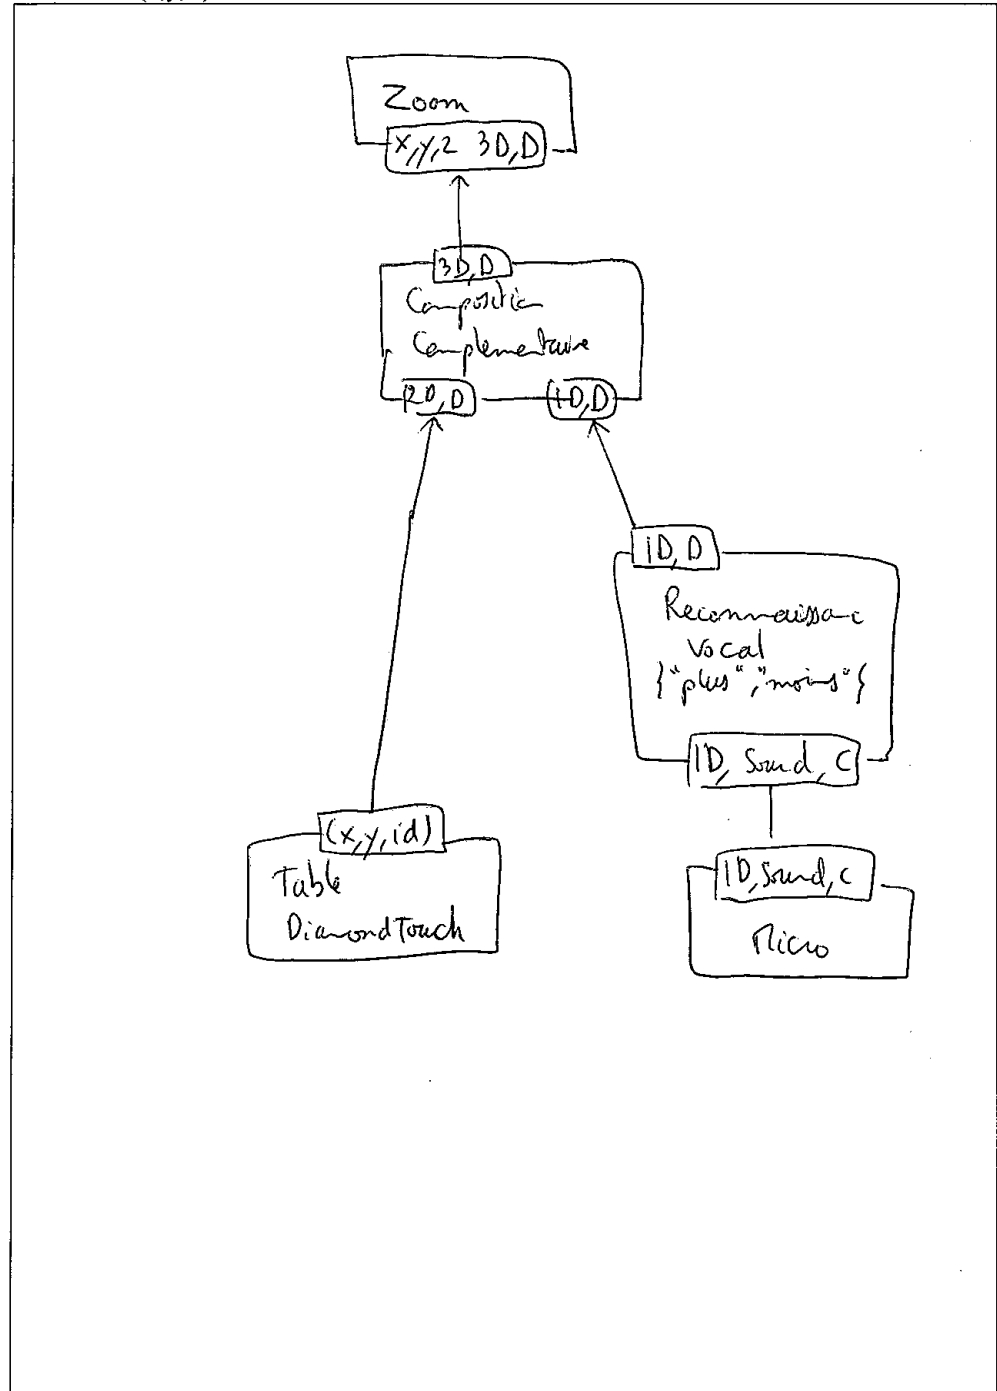 Zoom
x,y,z 3D,D
3D,D
Composition
Complementaire
2D,D
1D,D
1D,D
Reconnaissanc
vocal
{"plus","moins"}
1D, Sound, C
(x,y,id)
1D,Sound,C
Table
DiamondTouch
Micro